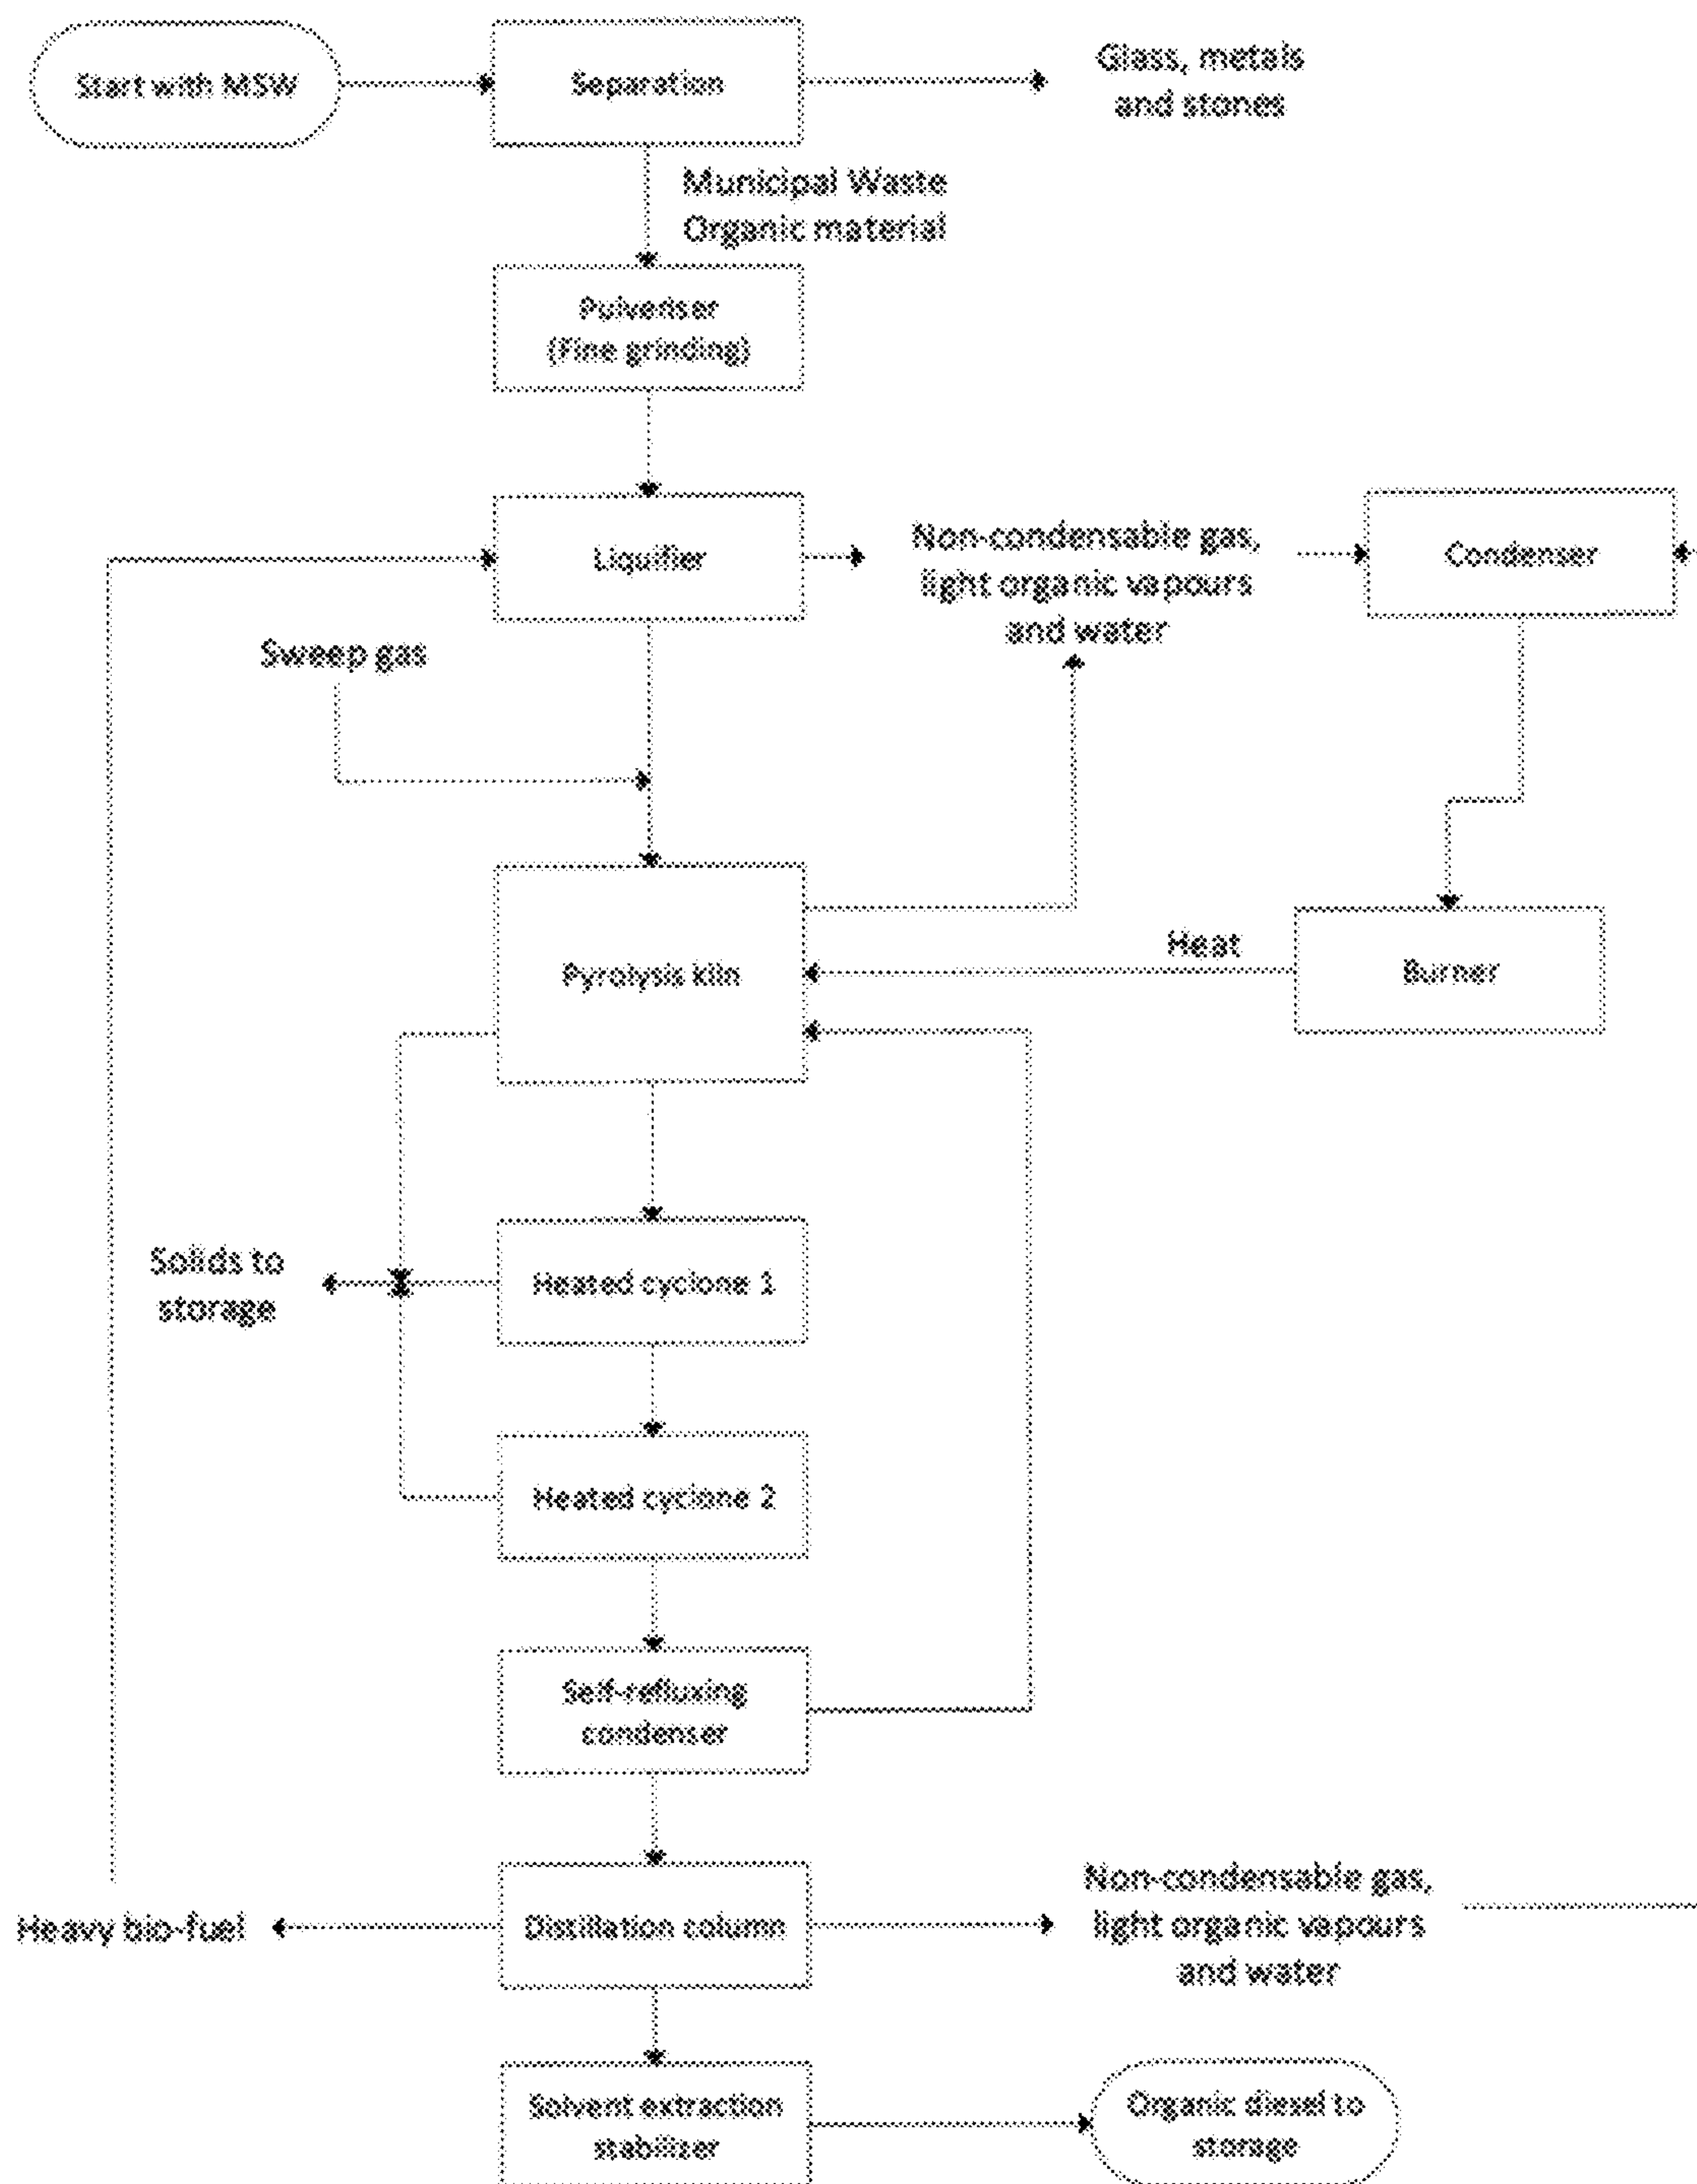 Start with MSW
Separation
Glass, metals
and stones
Municipal Waste
Organic material
Pulveriser
(Fine grinding)
Liquifier
Non-condensable gas,
light organic vapours
and water
Condenser
Sweep gas
Pyrolysis kiln
Heat
Burner
Solids to
storage
Heated cyclone 1
Heated cyclone 2
Self-refluxing
condenser
Heavy bio-fuel
Distillation column
Non-condensable gas,
light organic vapours
and water
Solvent extraction
stabiliser
Organic diesel to
storage